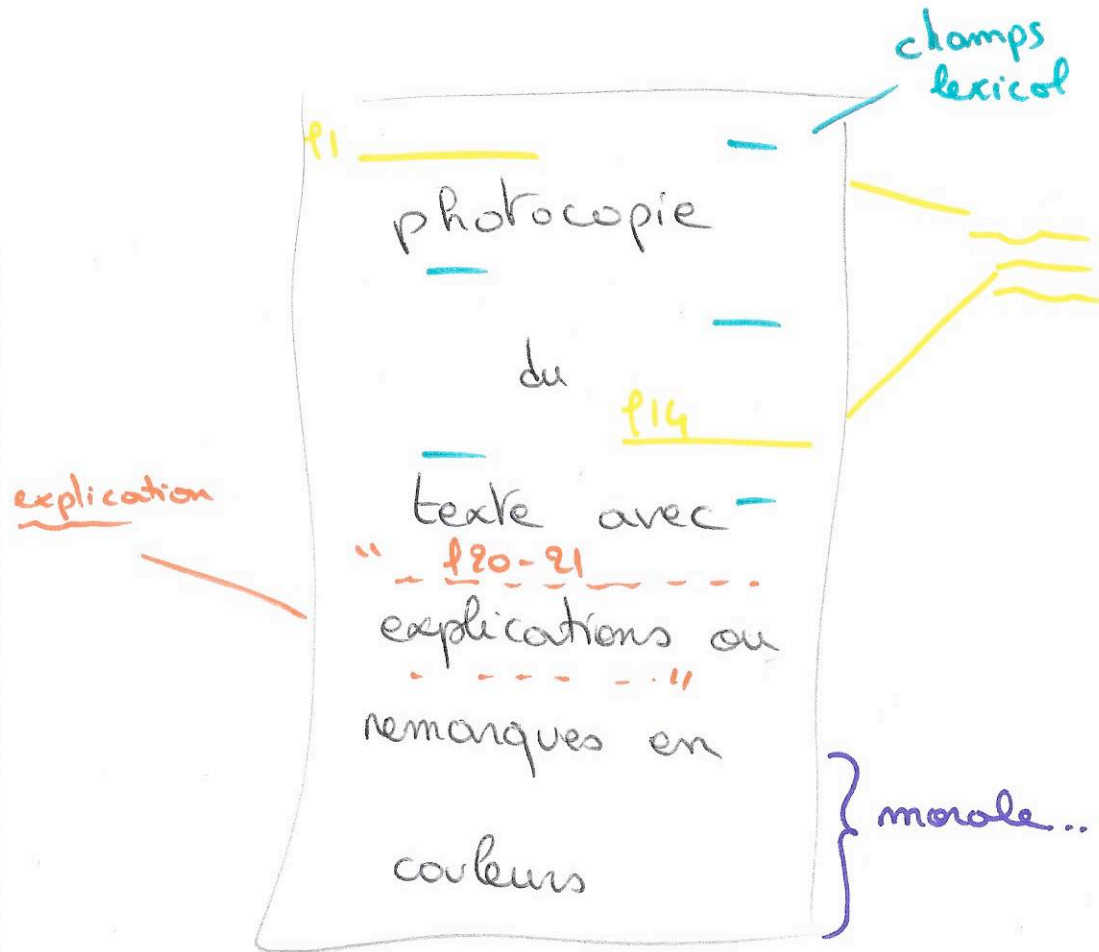 champs
lexical
l1
photocopie
du
l14
explication
texte avec
" l20-21
explications ou
"
remarques en
morale...
couleurs